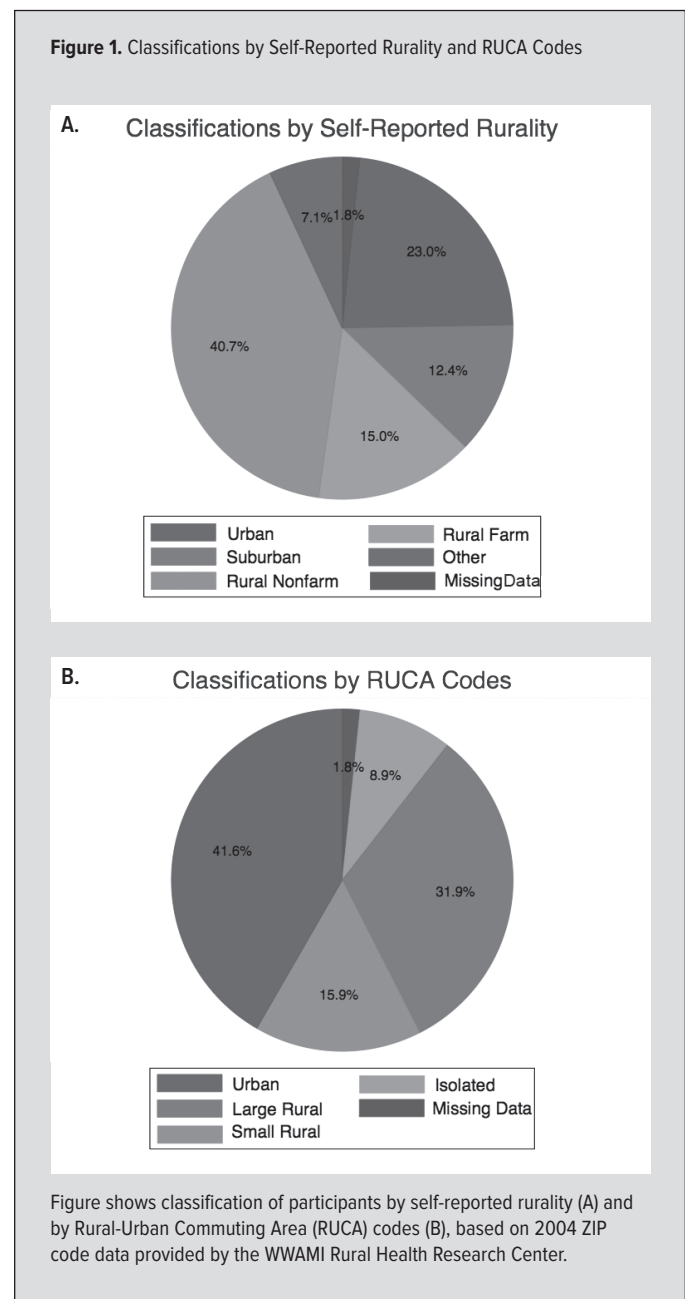 Figure 1. Classifications by Self-Reported Rurality and RUCA Codes
A. Classifications by Self-Reported Rurality
7.1%
1.8%
23.0%
40.7%
12.4%
15.0%
Urban
Suburban
Rural Nonfarm
Rural Farm
Other
MissingData
B. Classifications by RUCA Codes
1.8%
8.9%
41.6%
31.9%
15.9%
Urban
Large Rural
Small Rural
Isolated
Missing Data
Figure shows classification of participants by self-reported rurality (A) and
by Rural-Urban Commuting Area (RUCA) codes (B), based on 2004 ZIP
code data provided by the WWAMI Rural Health Research Center.